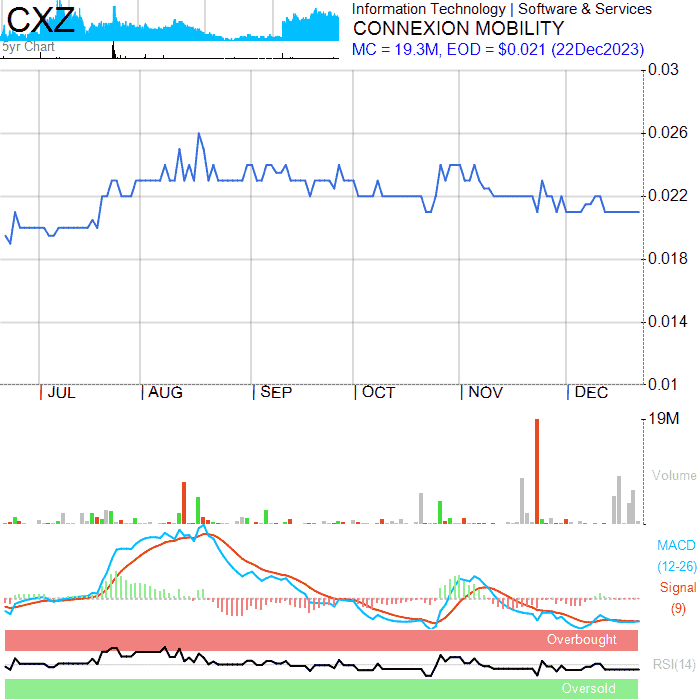 CXZ
5yr Chart
Information Technology | Software & Services
CONNEXION MOBILITY
MC = 19.3M, EOD = $0.021 (22Dec2023)
0.03
0.026
0.022
0.018
0.014
0.01
JUL AUG SEP OCT NOV DEC
19M
Volume
MACD
(12-26)
Signal
(9)
Overbought
RSI(14)
Oversold